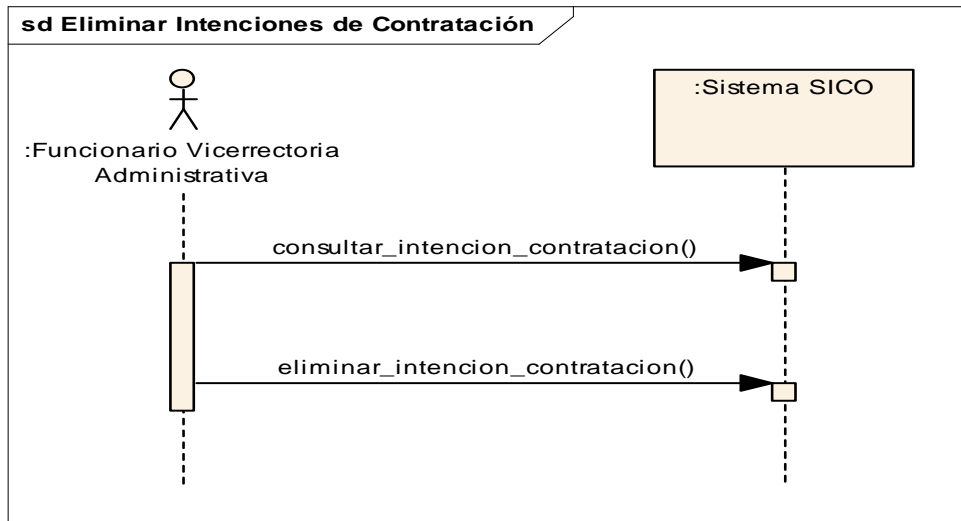 sd Eliminar Intenciones de Contratación
:Funcionario Vicerrectoria
Administrativa
:Sistema SICO
consultar_intencion_contratacion()
eliminar_intencion_contratacion()